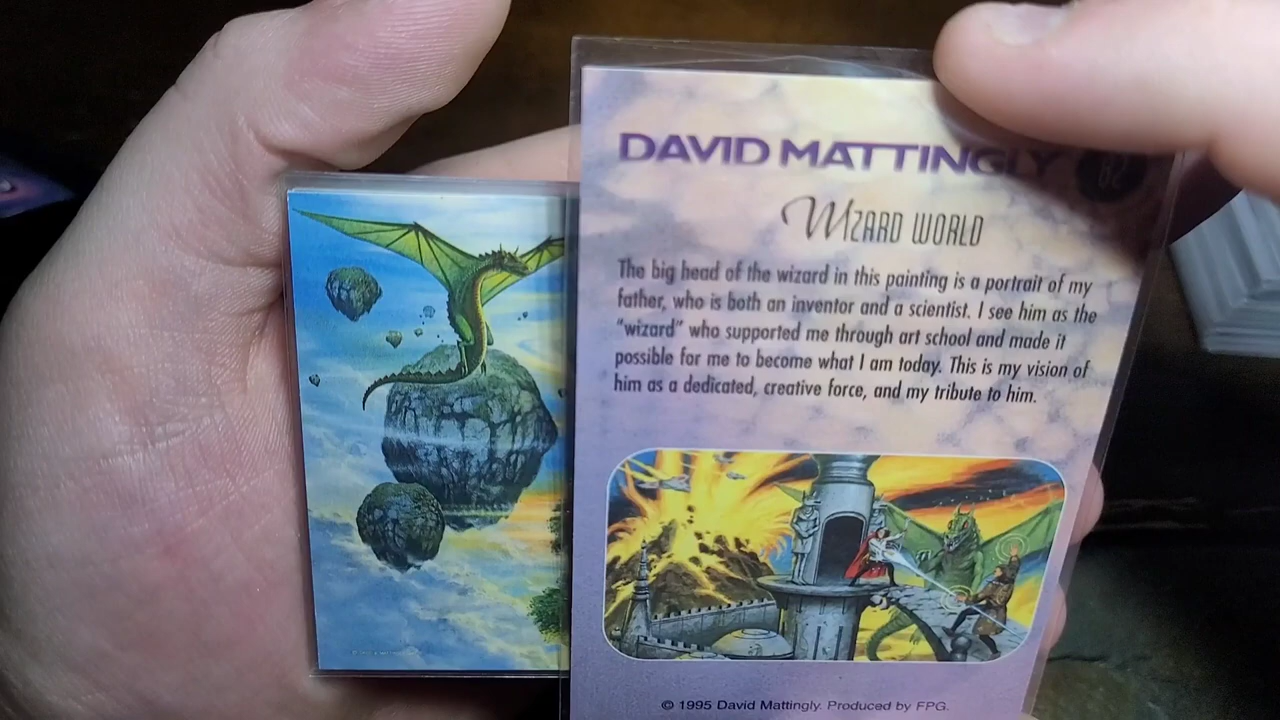 DAVID MATTINGLY
WIZARD WORLD
The big head of the wizard in this painting is a portrait of my
father, who is both an inventor and a scientist. I see him as the
"wizard" who supported me through art school and made it
possible for me to become what I am today. This is my vision of
him as a dedicated, creative force, and my tribute to him.
© 1995 David Mattingly. Produced by FPG.